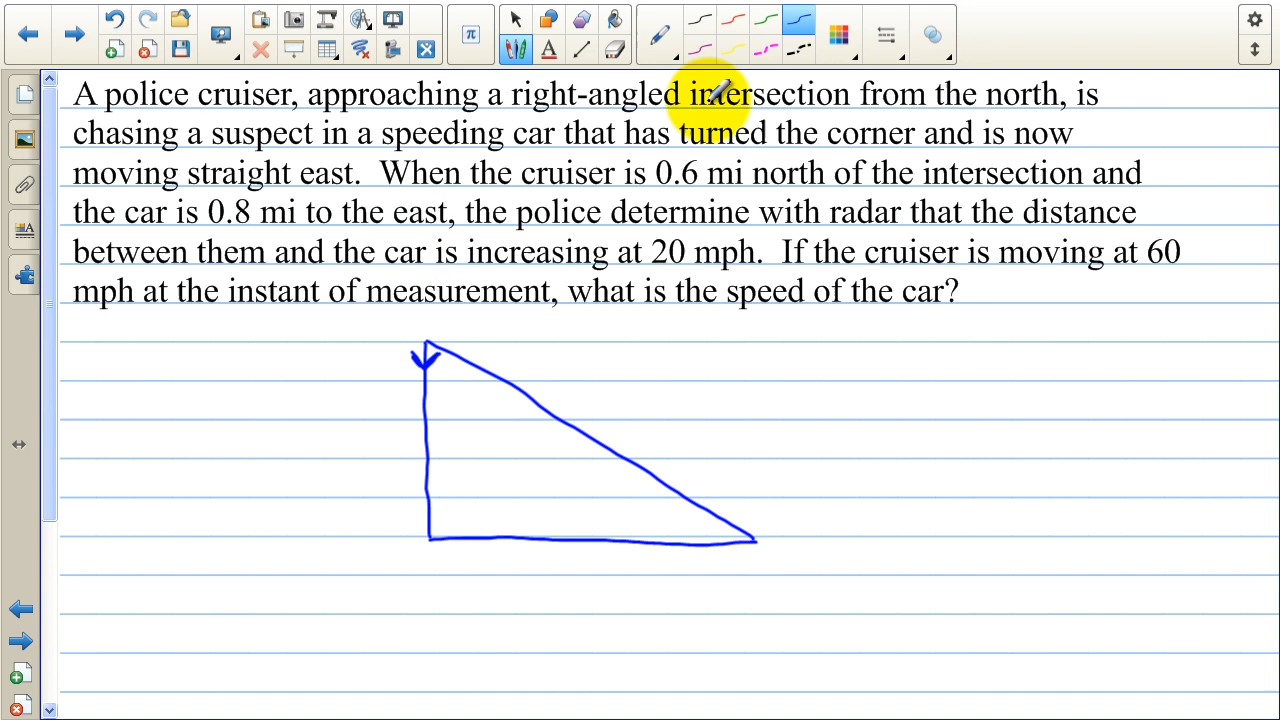 A police cruiser, approaching a right-angled intersection from the north, is
chasing a suspect in a speeding car that has turned the corner and is now
moving straight east.  When the cruiser is 0.6 mi north of the intersection and
the car is 0.8 mi to the east, the police determine with radar that the distance
between them and the car is increasing at 20 mph.  If the cruiser is moving at 60
mph at the instant of measurement, what is the speed of the car?